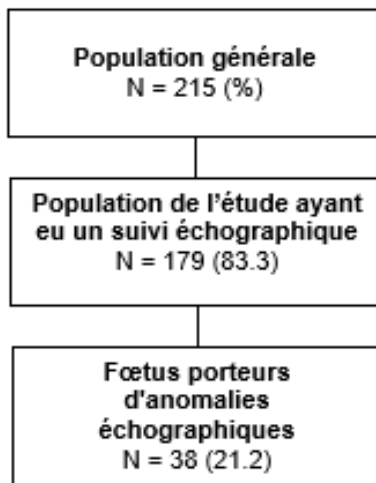 Population générale
N = 215 (%)
Population de l'étude ayant
eu un suivi échographique
N = 179 (83.3)
Fœtus porteurs
d'anomalies
échographiques
N = 38 (21.2)